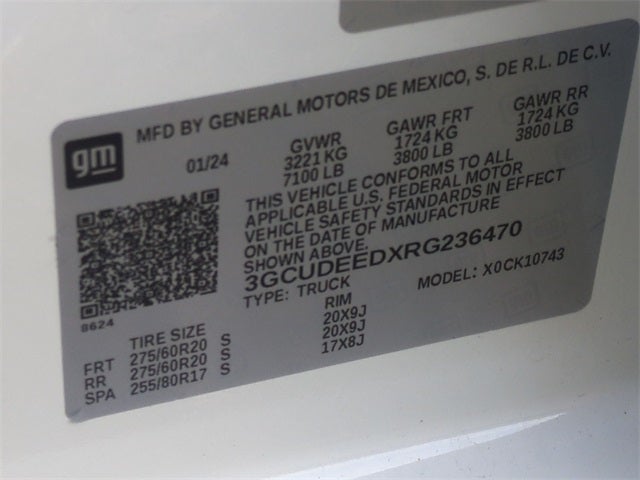 gm
MFD BY GENERAL MOTORS DE MEXICO, S. DE R.L. DE C.V.
01/24
GVWR GAWR FRT GAWR RR
3221 KG 1724 KG 1724 KG
7100 LB 3800 LB 3800 LB
THIS VEHICLE CONFORMS TO ALL
APPLICABLE U.S. FEDERAL MOTOR
VEHICLE SAFETY STANDARDS IN EFFECT
ON THE DATE OF MANUFACTURE
SHOWN ABOVE.
3GCUDEEDXRG236470
TYPE: TRUCK MODEL: X0CK10743
8624
TIRE SIZE RIM
FRT 275/60R20 S 20X9J
RR 275/60R20 S 20X9J
SPA 255/80R17 S 17X8J